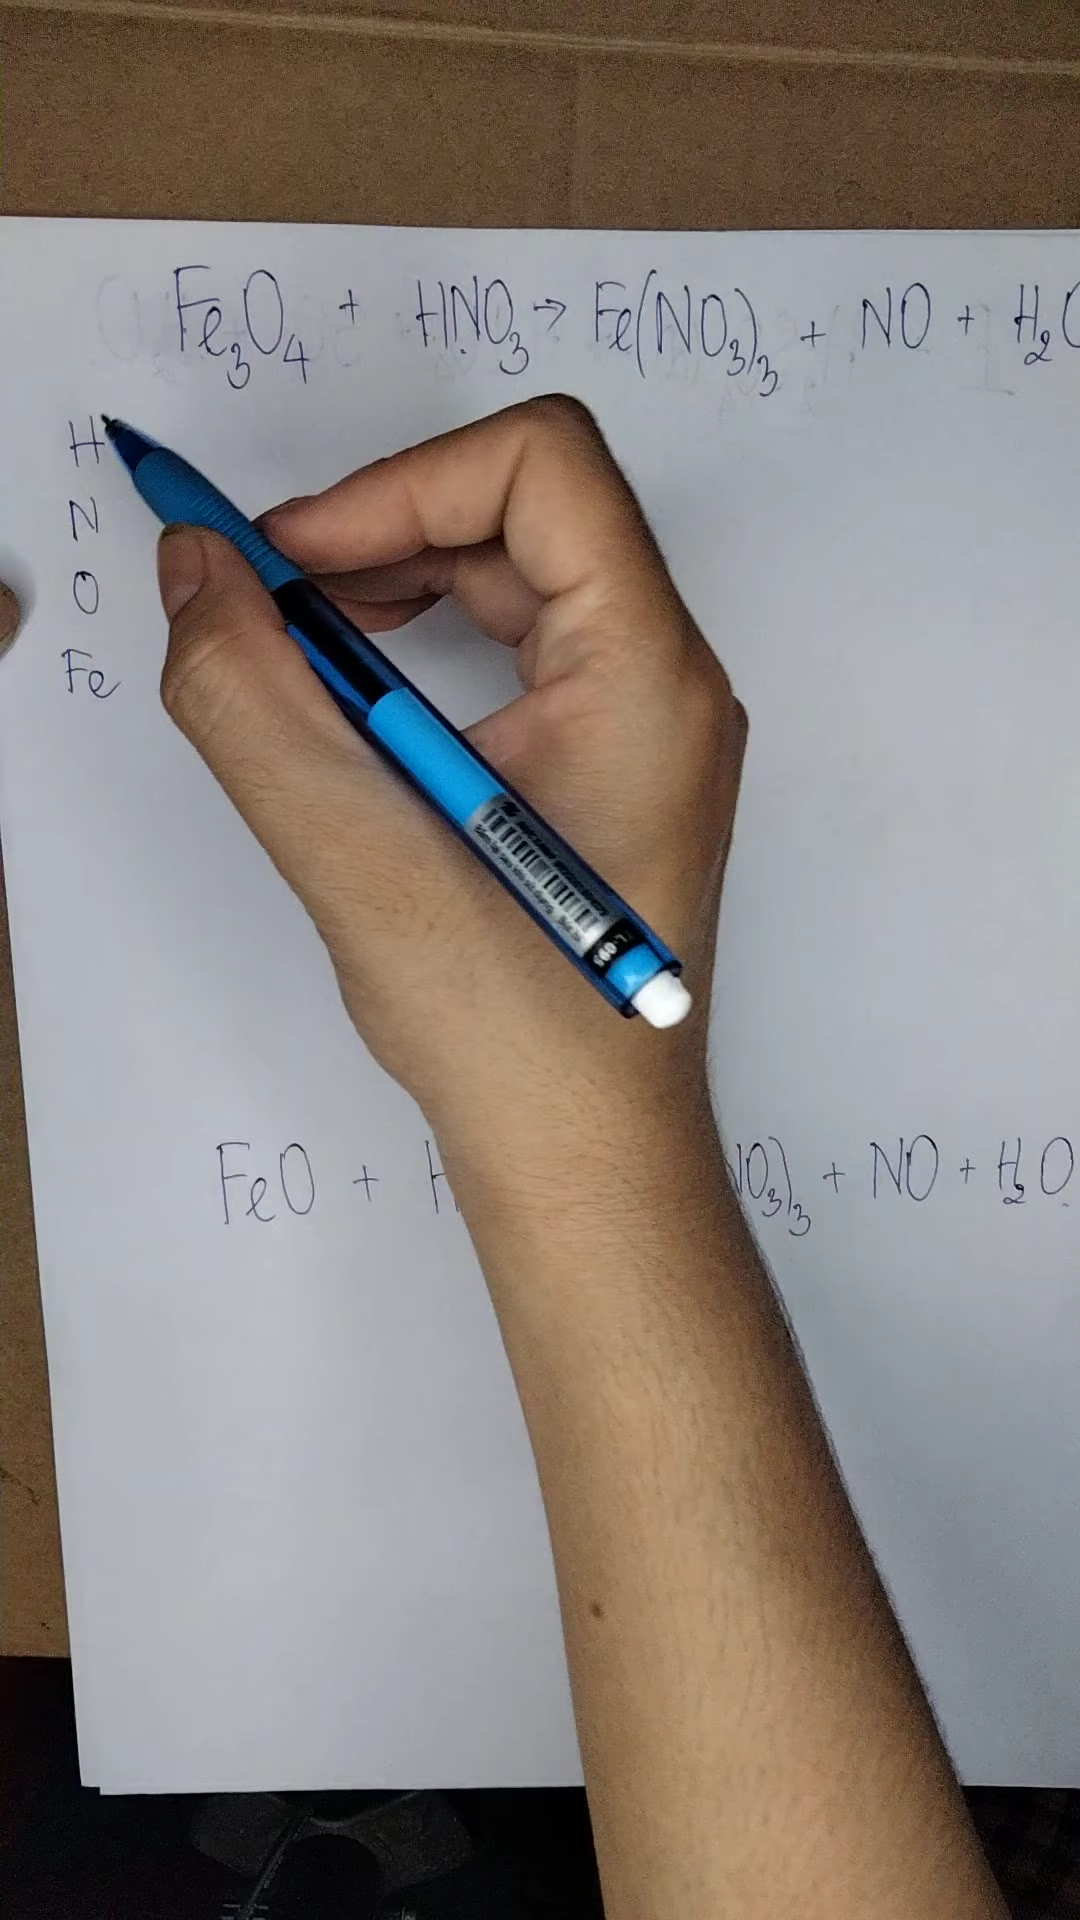 Fe₃O₄ + HNO₃ → Fe(NO₃)₃ + NO + H₂O
H
N
O
Fe
FeO + H NO₃)₃ + NO + H₂O